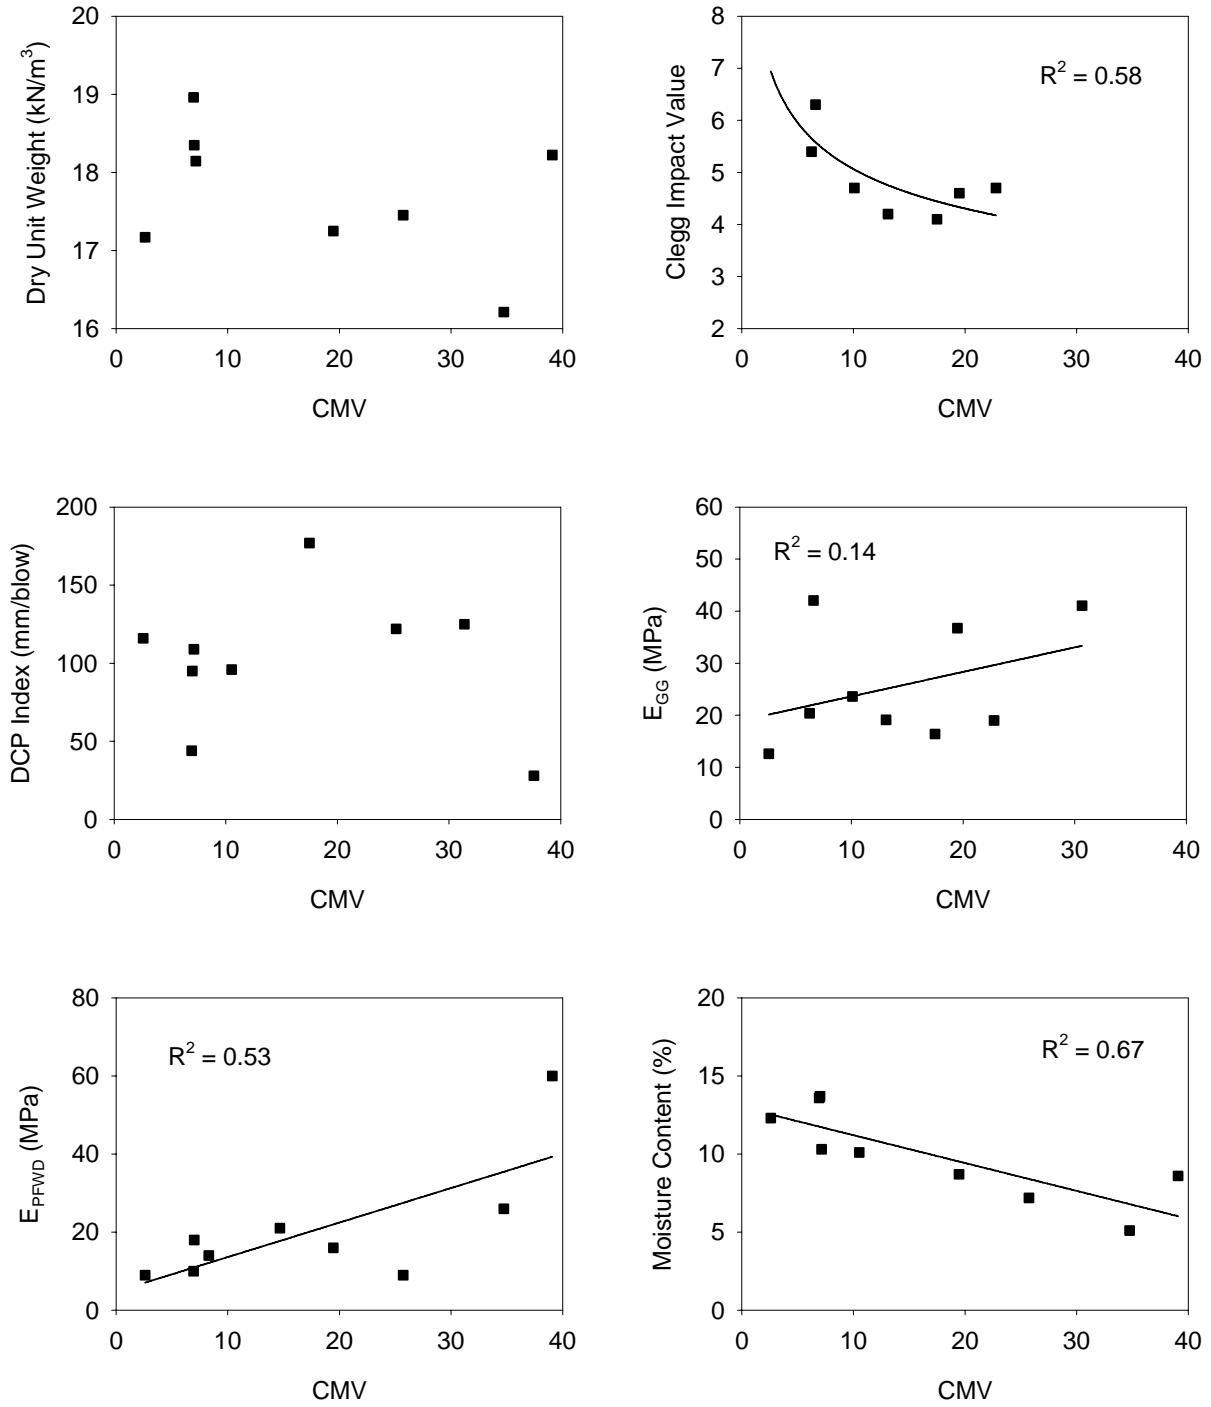 Dry Unit Weight (kN/m³)
20
19
18
17
16
0 10 20 30 40
CMV
Clegg Impact Value
8
7
6
5
4
3
2
R² = 0.58
0 10 20 30 40
CMV
DCP Index (mm/blow)
200
150
100
50
0
0 10 20 30 40
CMV
E_GG (MPa)
60
50
40
30
20
10
0
R² = 0.14
0 10 20 30 40
CMV
E_PFWD (MPa)
80
60
40
20
0
R² = 0.53
0 10 20 30 40
CMV
Moisture Content (%)
20
15
10
5
0
R² = 0.67
0 10 20 30 40
CMV